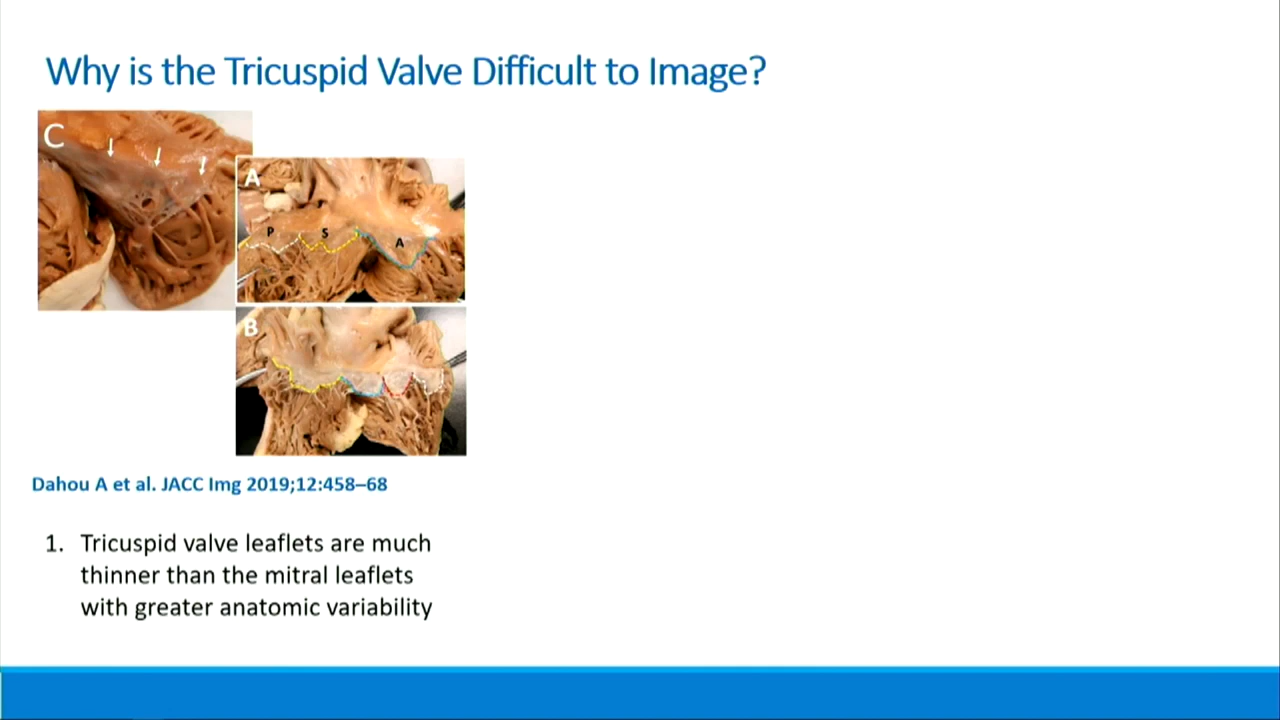 Why is the Tricuspid Valve Difficult to Image?
C
A
P
S
A
B
Dahou A et al. JACC Img 2019;12:458–68
1. Tricuspid valve leaflets are much
thinner than the mitral leaflets
with greater anatomic variability